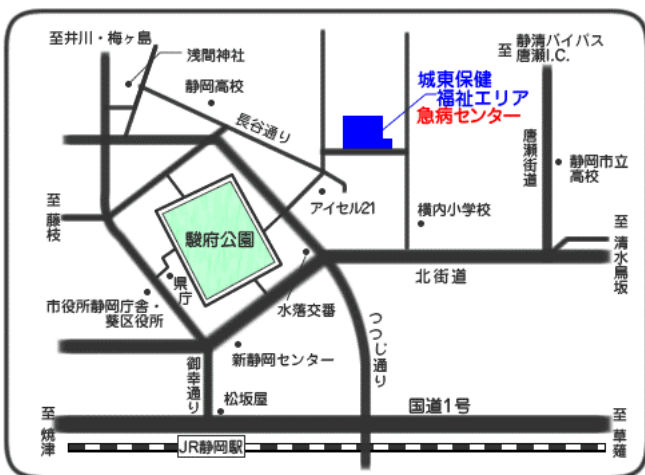 至井川・梅ヶ島
浅間神社
静岡高校
長谷通り
至 静清バイパス
唐瀬I.C.
城東保健
福祉エリア
急病センター
唐瀬街道
静岡市立
高校
アイセル21
横内小学校
至藤枝
駿府公園
至清水鳥坂
北街道
県庁
市役所静岡庁舎・
葵区役所
水落交番
つつじ通り
新静岡センター
御幸通り
松坂屋
国道1号
至焼津
至草薙
JR静岡駅